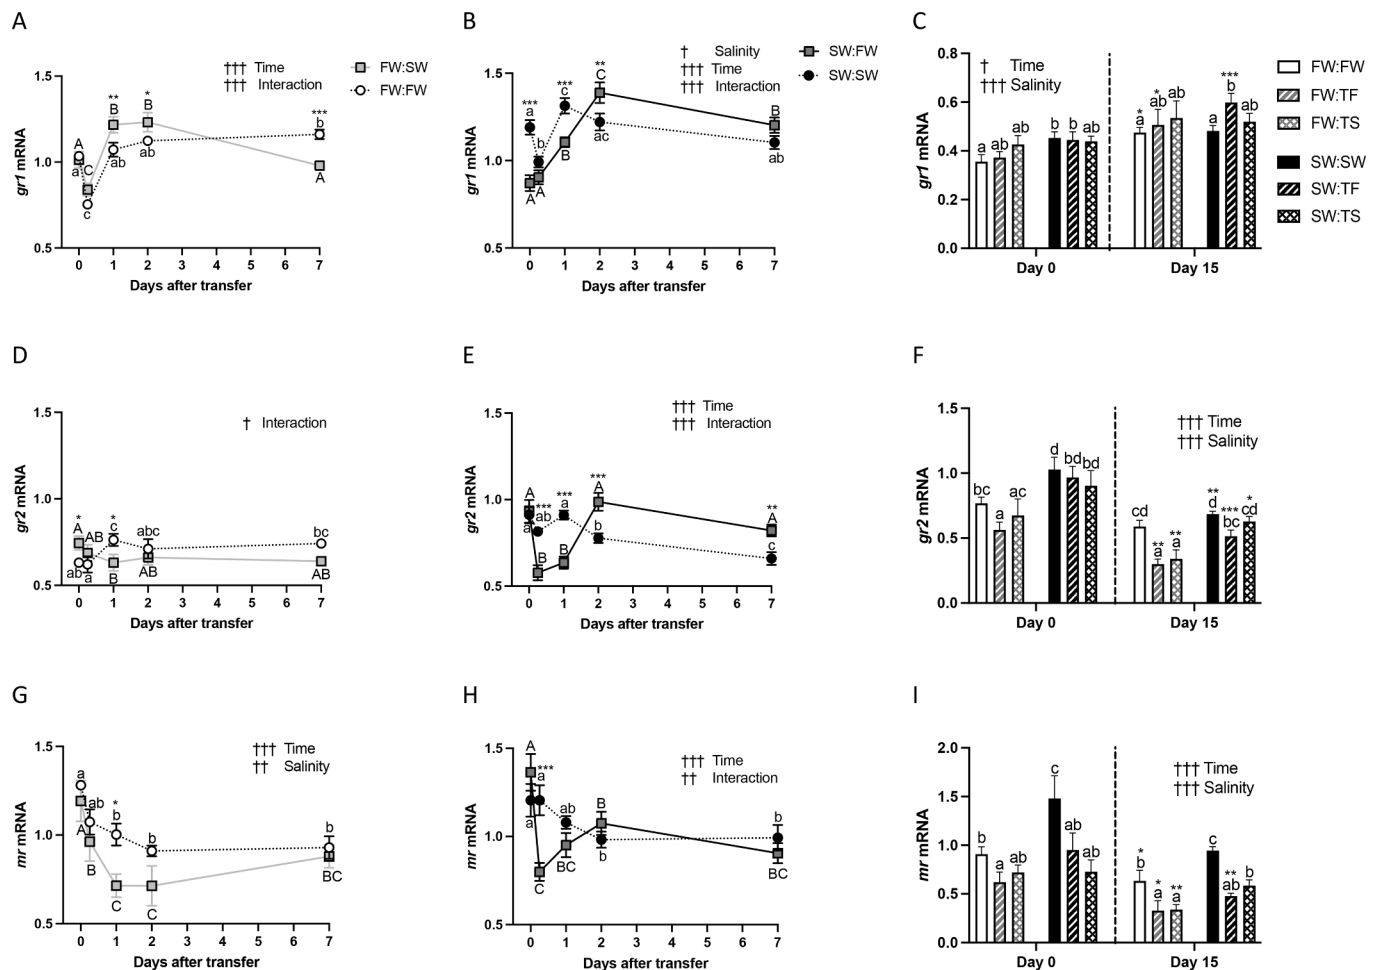 A
††† Time
††† Interaction
FW:SW
FW:FW
gr1 mRNA
1.5
1.0
0.5
A
a
C
c
**
B
ab
*
B
ab
***
b
A
0 1 2 3 4 5 6 7
Days after transfer
B
† Salinity
††† Time
††† Interaction
SW:FW
SW:SW
gr1 mRNA
1.5
1.0
0.5
***
a
A
b
A
***
c
B
**
C
ac
B
ab
0 1 2 3 4 5 6 7
Days after transfer
C
† Time
††† Salinity
FW:FW
FW:TF
FW:TS
SW:SW
SW:TF
SW:TS
gr1 mRNA
0.8
0.6
0.4
0.2
0.0
a ab ab b b ab
*
a
*
ab
ab
a
***
b
ab
Day 0 Day 15
D
† Interaction
gr2 mRNA
1.5
1.0
0.5
*
A
ab
AB
a
*
c
B
abc
AB
bc
AB
0 1 2 3 4 5 6 7
Days after transfer
E
††† Time
††† Interaction
gr2 mRNA
1.5
1.0
0.5
A
a
***
ab
B
***
a
B
***
A
b
**
A
c
0 1 2 3 4 5 6 7
Days after transfer
F
††† Time
††† Salinity
gr2 mRNA
1.5
1.0
0.5
0.0
bc a ac d bd bd
cd
**
a
**
a
**
d
***
bc
*
cd
Day 0 Day 15
G
††† Time
†† Salinity
mr mRNA
1.5
1.0
0.5
a
A
ab
B
*
b
C
b
C
b
BC
0 1 2 3 4 5 6 7
Days after transfer
H
††† Time
†† Interaction
mr mRNA
1.5
1.0
0.5
A
a
***
a
C
ab
BC
B
b
b
BC
0 1 2 3 4 5 6 7
Days after transfer
I
††† Time
††† Salinity
mr mRNA
2.0
1.5
1.0
0.5
0.0
b a ab c ab ab
*
b
*
a
**
a
c
**
ab
b
Day 0 Day 15